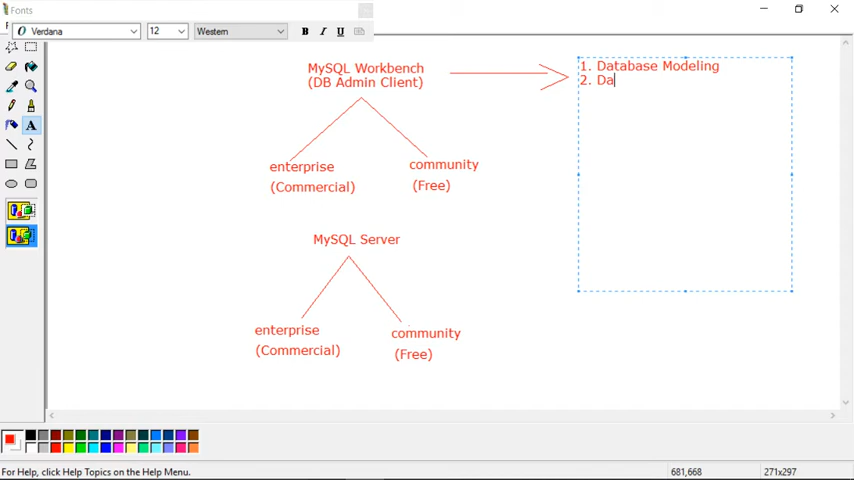 Fonts
Verdana
12
Western
B I U
A
MySQL Workbench
(DB Admin Client)
enterprise
(Commercial)
community
(Free)
1. Database Modeling
2. Da
MySQL Server
enterprise
(Commercial)
community
(Free)
For Help, click Help Topics on the Help Menu.
681,668
271x297